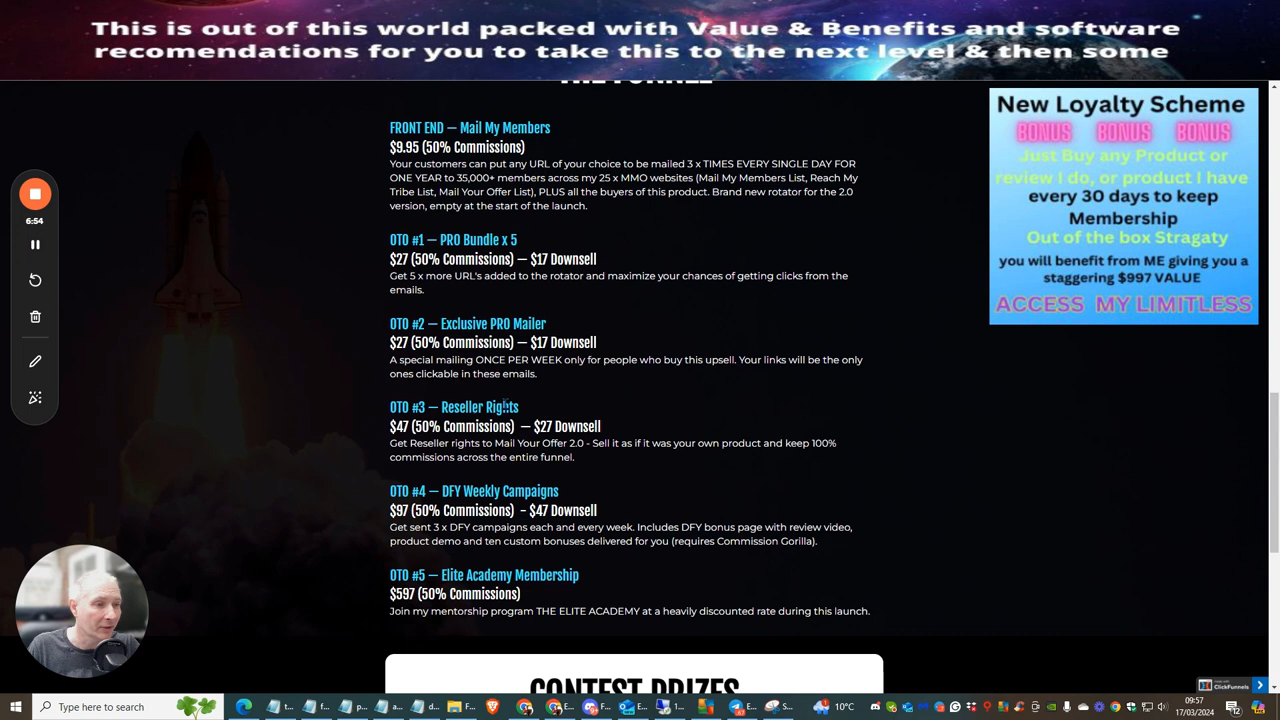 This is out of this world packed with Value & Benefits and software
recomendations for you to take this to the next level & then some
THE FUNNEL
FRONT END — Mail My Members
$9.95 (50% Commissions)
Your customers can put any URL of your choice to be mailed 3 x TIMES EVERY SINGLE DAY FOR
ONE YEAR to 35,000+ members across my 25 x MMO websites (Mail My Members List, Reach My
Tribe List, Mail Your Offer List), PLUS all the buyers of this product. Brand new rotator for the 2.0
version, empty at the start of the launch.
OTO #1 — PRO Bundle x 5
$27 (50% Commissions) — $17 Downsell
Get 5 x more URL's added to the rotator and maximize your chances of getting clicks from the
emails.
OTO #2 — Exclusive PRO Mailer
$27 (50% Commissions) — $17 Downsell
A special mailing ONCE PER WEEK only for people who buy this upsell. Your links will be the only
ones clickable in these emails.
OTO #3 — Reseller Rights
$47 (50% Commissions) — $27 Downsell
Get Reseller rights to Mail Your Offer 2.0 - Sell it as if it was your own product and keep 100%
commissions across the entire funnel.
OTO #4 — DFY Weekly Campaigns
$97 (50% Commissions) - $47 Downsell
Get sent 3 x DFY campaigns each and every week. Includes DFY bonus page with review video,
product demo and ten custom bonuses delivered for you (requires Commission Gorilla).
OTO #5 — Elite Academy Membership
$597 (50% Commissions)
Join my mentorship program THE ELITE ACADEMY at a heavily discounted rate during this launch.
CONTEST PRIZES
New Loyalty Scheme
BONUS BONUS BONUS
Just Buy any Product or
review I do, or product I have
every 30 days to keep
Membership
Out of the box Stragaty
you will benefit from ME giving you a
staggering $997 VALUE
ACCESS MY LIMITLESS
6:54
ClickFunnels
Type here to search
10°C
09:57
17/03/2024